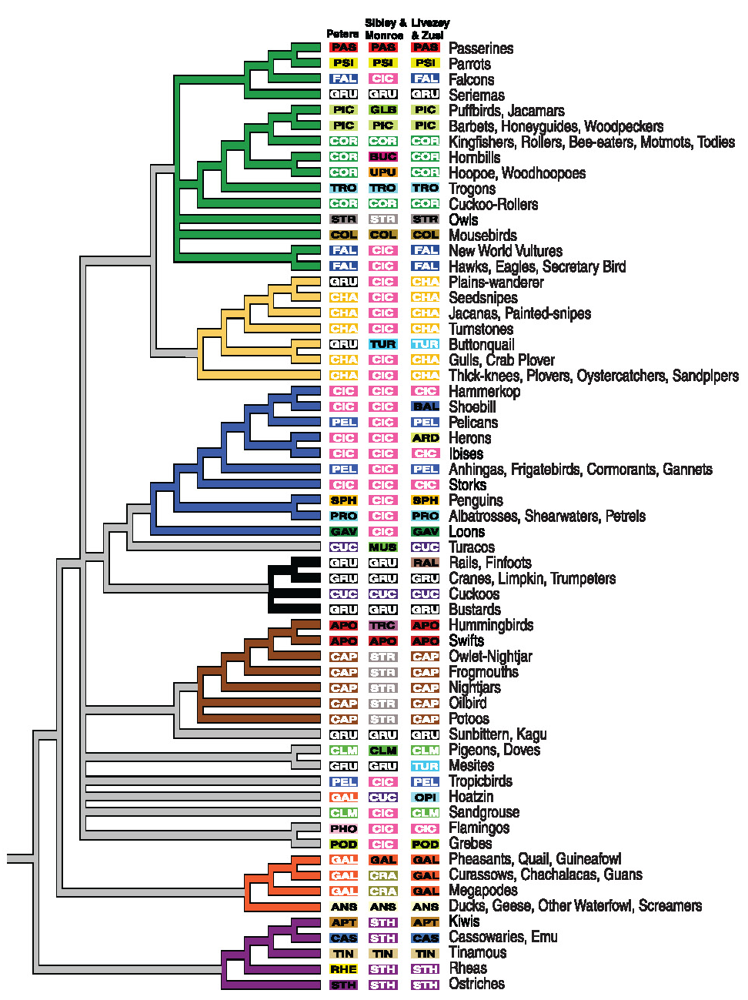 Peters Sibley & Monroe Livezey & Zusi
PAS PAS PAS Passerines
PSI PSI PSI Parrots
FAL CIC FAL Falcons
GRU GRU GRU Seriemas
PIC GLB PIC Puffbirds, Jacamars
PIC PIC PIC Barbets, Honeyguides, Woodpeckers
COR COR COR Kingfishers, Rollers, Bee-eaters, Motmots, Todies
COR BUC COR Hornbills
COR UPU COR Hoopoe, Woodhoopoes
TRO TRO TRO Trogons
COR COR COR Cuckoo-Rollers
STR STR STR Owls
COL COL COL Mousebirds
FAL CIC FAL New World Vultures
FAL CIC FAL Hawks, Eagles, Secretary Bird
GRU CIC CHA Plains-wanderer
CHA CIC CHA Seedsnipes
CHA CIC CHA Jacanas, Painted-snipes
CHA CIC CHA Turnstones
GRU TUR TUR Buttonquail
CHA CIC CHA Gulls, Crab Plover
CHA CIC CHA Thick-knees, Plovers, Oystercatchers, Sandpipers
CIC CIC CIC Hammerkop
CIC CIC BAL Shoebill
PEL CIC PEL Pelicans
CIC CIC ARD Herons
CIC CIC CIC Ibises
PEL CIC PEL Anhingas, Frigatebirds, Cormorants, Gannets
CIC CIC CIC Storks
SPH CIC SPH Penguins
PRO CIC PRO Albatrosses, Shearwaters, Petrels
GAV CIC GAV Loons
CUC MUS CUC Turacos
GRU GRU RAL Rails, Finfoots
GRU GRU GRU Cranes, Limpkin, Trumpeters
CUC CUC CUC Cuckoos
GRU GRU GRU Bustards
APO TRC APO Hummingbirds
APO APO APO Swifts
CAP STR CAP Owlet-Nightjar
CAP STR CAP Frogmouths
CAP STR CAP Nightjars
CAP STR CAP Oilbird
CAP STR CAP Potoos
GRU GRU GRU Sunbittern, Kagu
CLM CLM CLM Pigeons, Doves
GRU GRU TUR Mesites
PEL CIC PEL Tropicbirds
GAL CUC OPI Hoatzin
CLM CIC CLM Sandgrouse
PHO CIC CIC Flamingos
POD CIC POD Grebes
GAL GAL GAL Pheasants, Quail, Guineafowl
GAL CRA GAL Curassows, Chachalacas, Guans
GAL CRA GAL Megapodes
ANS ANS ANS Ducks, Geese, Other Waterfowl, Screamers
APT STH APT Kiwis
CAS STH CAS Cassowaries, Emu
TIN TIN TIN Tinamous
RHE STH STH Rheas
STH STH STH Ostriches